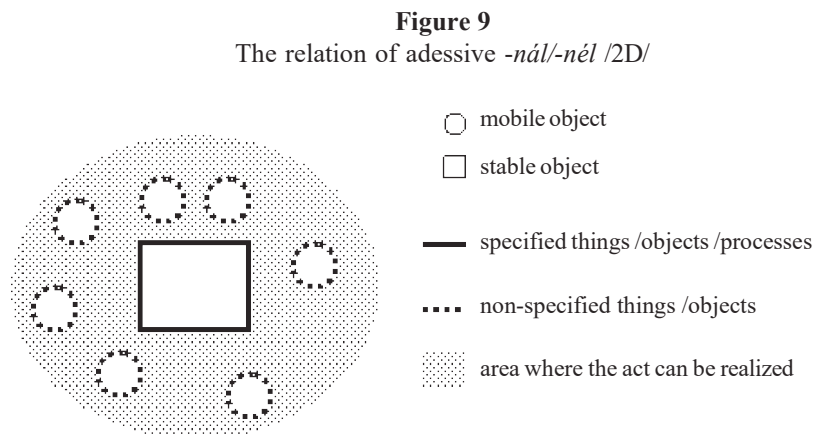 Figure 9
The relation of adessive -nál/-nél /2D/
mobile object
stable object
specified things /objects /processes
non-specified things /objects
area where the act can be realized